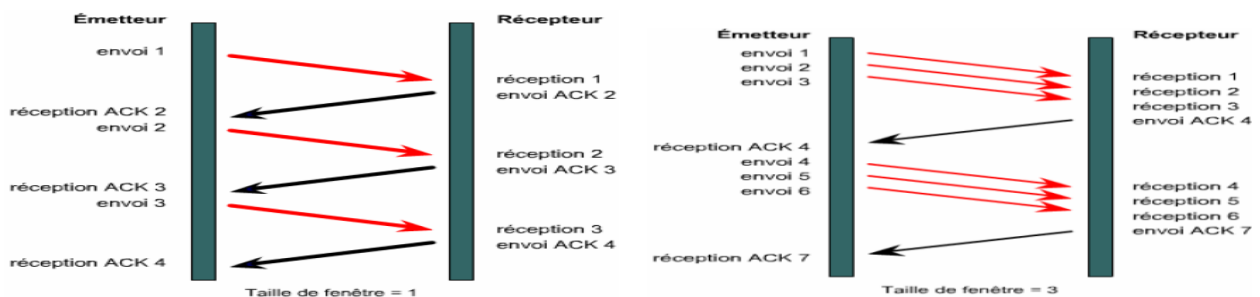 Émetteur
Récepteur
envoi 1
réception 1
envoi ACK 2
réception ACK 2
envoi 2
réception 2
envoi ACK 3
réception ACK 3
envoi 3
réception 3
envoi ACK 4
réception ACK 4
Taille de fenêtre = 1
Émetteur
Récepteur
envoi 1
envoi 2
envoi 3
réception 1
réception 2
réception 3
envoi ACK 4
réception ACK 4
envoi 4
envoi 5
envoi 6
réception 4
réception 5
réception 6
envoi ACK 7
réception ACK 7
Taille de fenêtre = 3